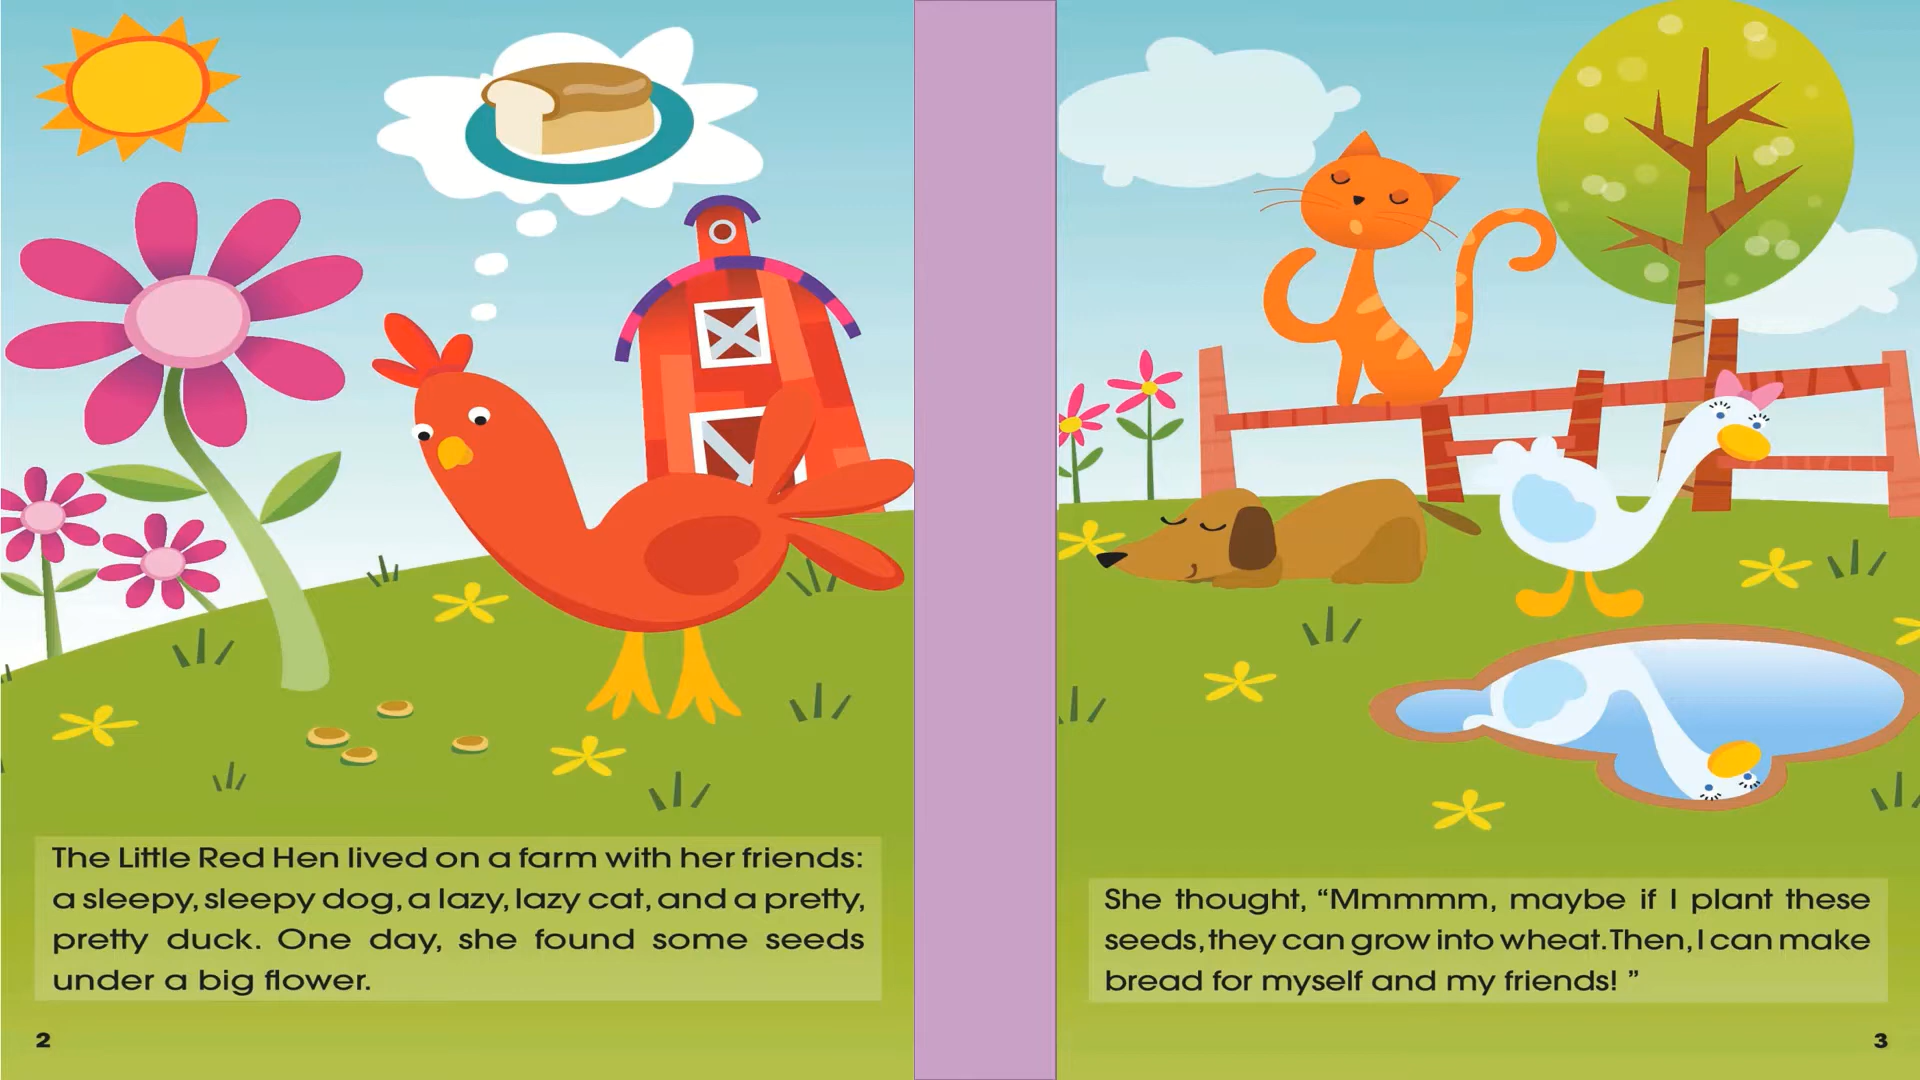 The Little Red Hen lived on a farm with her friends:
a sleepy, sleepy dog, a lazy, lazy cat, and a pretty,
pretty duck. One day, she found some seeds
under a big flower.
2
She thought, “Mmmmm, maybe if I plant these
seeds, they can grow into wheat. Then, I can make
bread for myself and my friends! ”
3